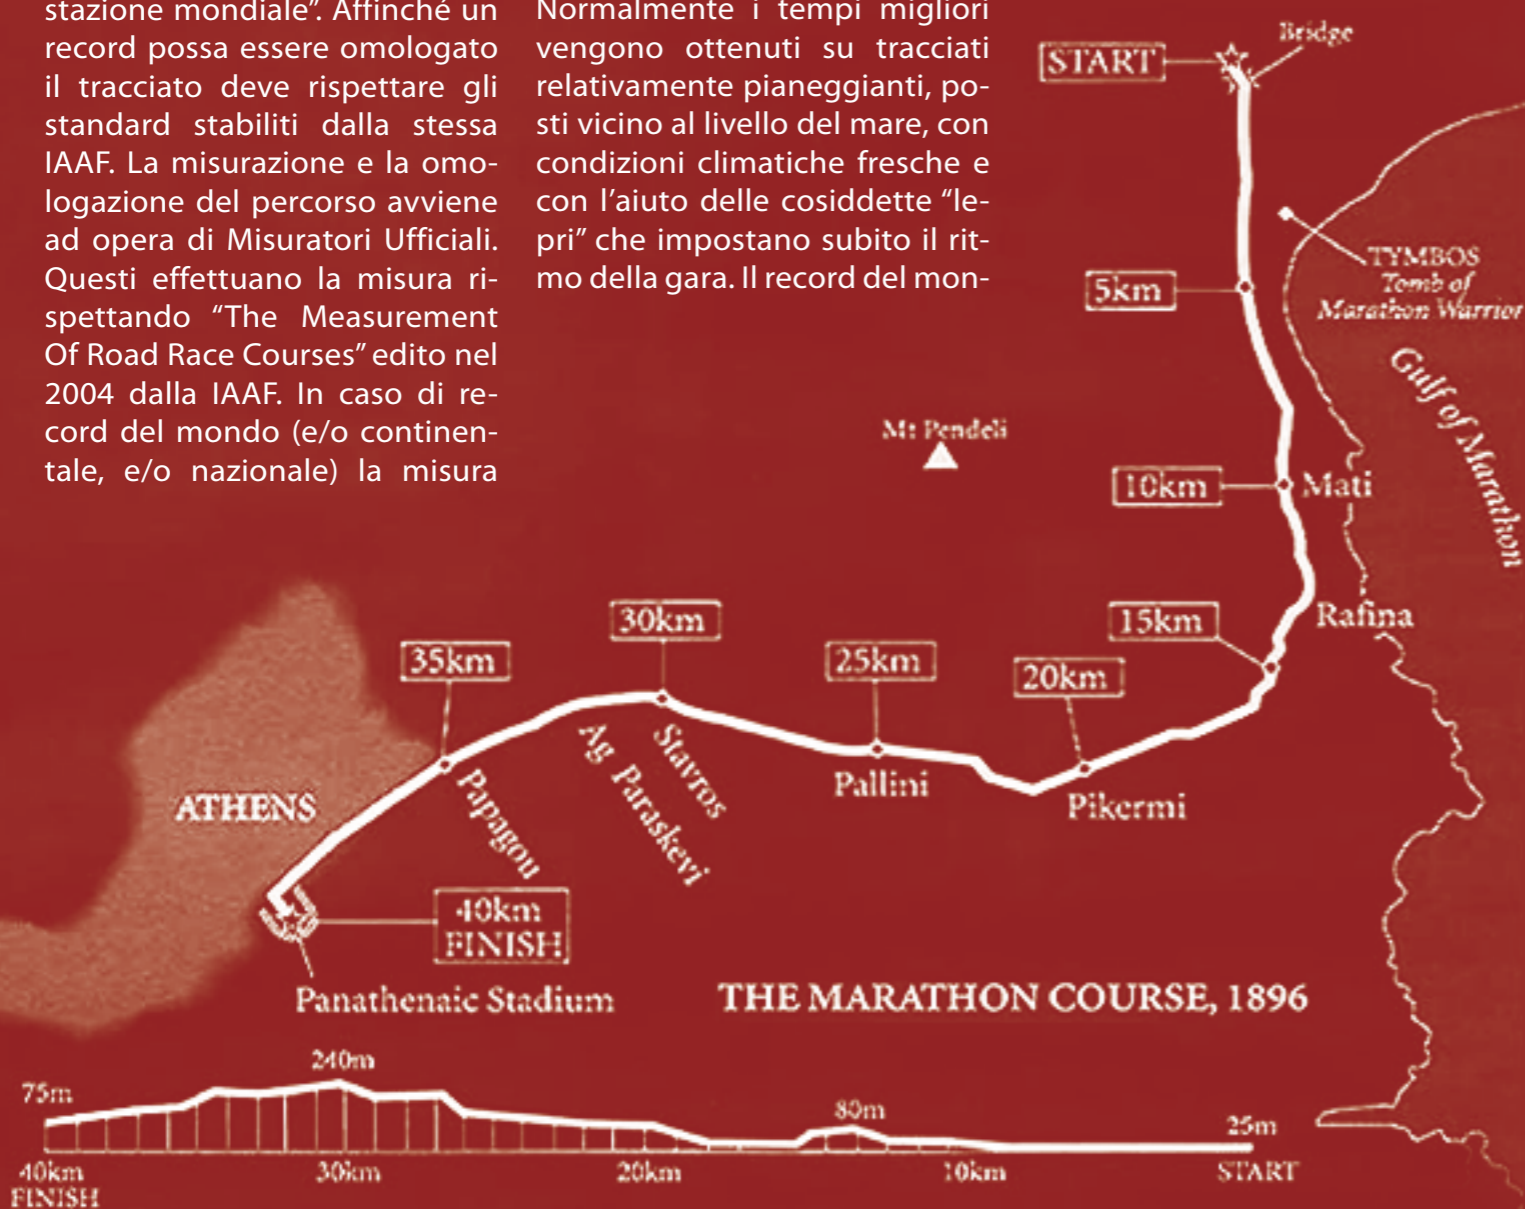 stazione mondiale”. Affinché un
record possa essere omologato
il tracciato deve rispettare gli
standard stabiliti dalla stessa
IAAF. La misurazione e la omo-
logazione del percorso avviene
ad opera di Misuratori Ufficiali.
Questi effettuano la misura ri-
spettando “The Measurement
Of Road Race Courses” edito nel
2004 dalla IAAF. In caso di re-
cord del mondo (e/o continen-
tale, e/o nazionale) la misura
Normalmente i tempi migliori
vengono ottenuti su tracciati
relativamente pianeggianti, po-
sti vicino al livello del mare, con
condizioni climatiche fresche e
con l’aiuto delle cosiddette “le-
pri” che impostano subito il rit-
mo della gara. Il record del mon-
Bridge
START
TYMBOS
Tomb of
Marathon Warrior
5km
Gulf of Marathon
Mt Pendeli
10km
Mati
Rafina
15km
30km
35km
25km
20km
Stavros
Ag Paraskevi
Pallini
Pikermi
Papagou
ATHENS
40km
FINISH
Panathenaic Stadium
THE MARATHON COURSE, 1896
240m
75m
80m
25m
40km
FINISH
30km
20km
10km
START